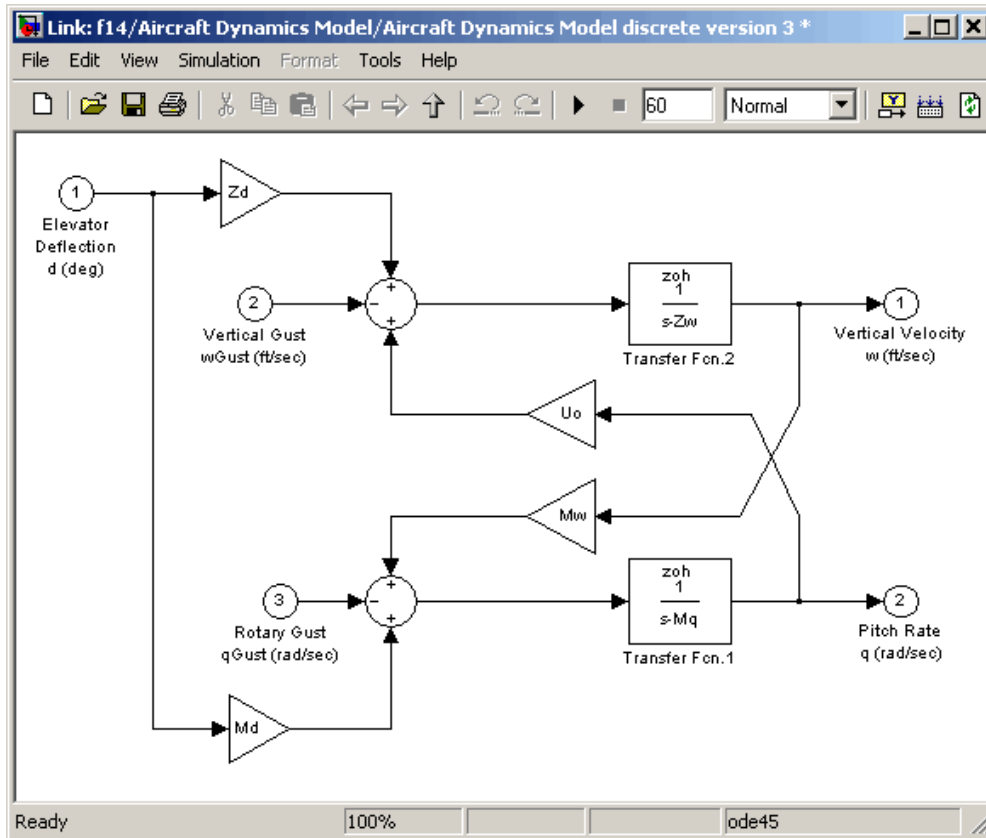 Link: f14/Aircraft Dynamics Model/Aircraft Dynamics Model discrete version 3 *
File Edit View Simulation Format Tools Help
60 Normal
1
Elevator
Deflection
d (deg)
Zd
+
-
+
2
Vertical Gust
wGust (ft/sec)
zoh
1
s-Zw
Transfer Fcn.2
1
Vertical Velocity
w (ft/sec)
Uo
Mw
+
-
+
3
Rotary Gust
qGust (rad/sec)
zoh
1
s-Mq
Transfer Fcn.1
2
Pitch Rate
q (rad/sec)
Md
Ready 100% ode45